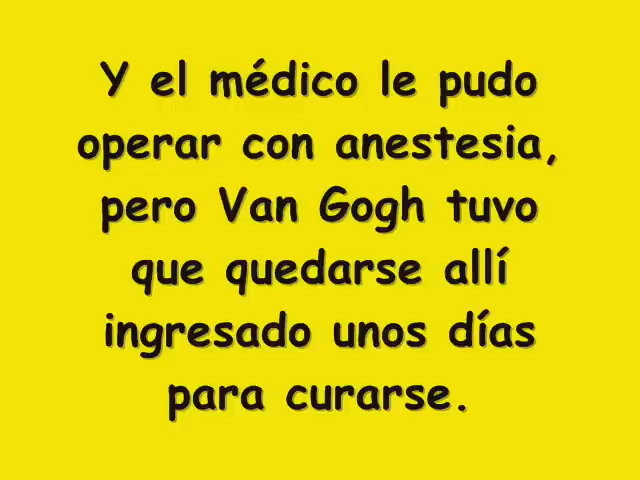 Y el médico le pudo
operar con anestesia,
pero Van Gogh tuvo
que quedarse allí
ingresado unos días
para curarse.